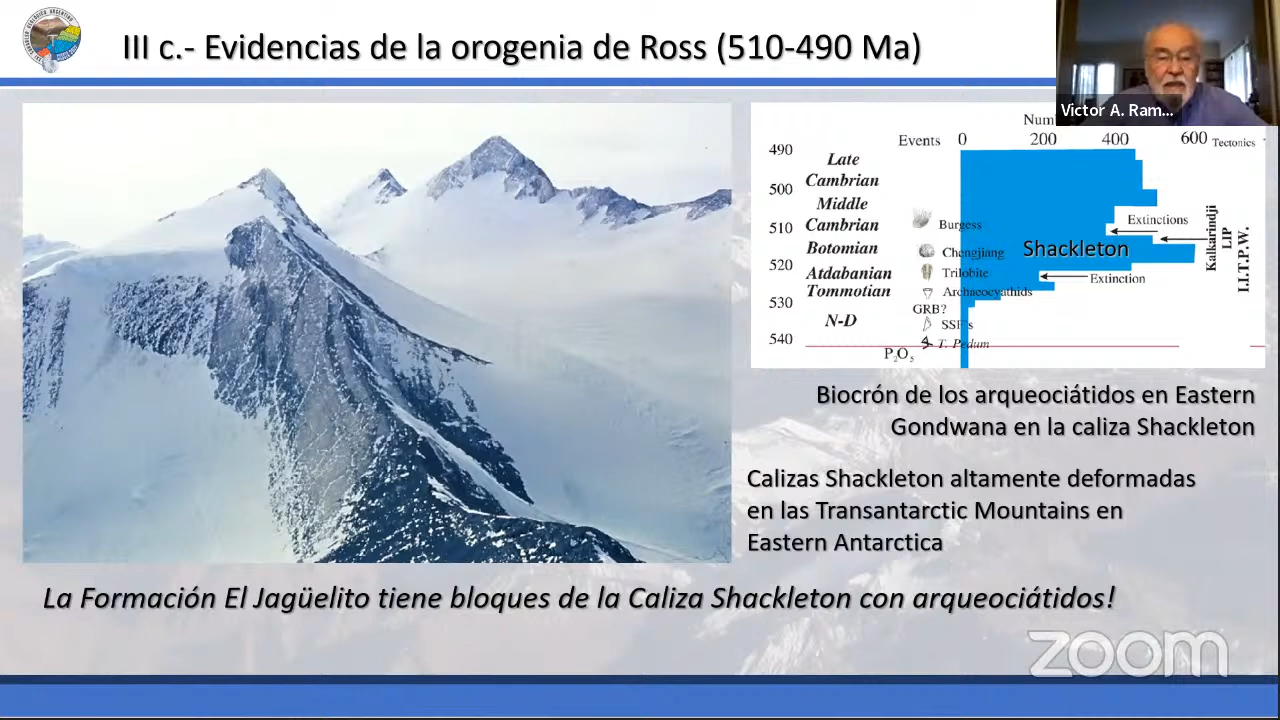 III c.- Evidencias de la orogenia de Ross (510-490 Ma)
Victor A. Ram...
Events 0 200 400 600 Tectonics
490
Late
Cambrian
500
Middle
Cambrian
Burgess
Extinctions
510
Botomian
Chengjiang
Shackleton
520
Atdabanian
Trilobite
Extinction
Tommotian
Archaeocyathids
530
GRB?
N-D
SSF's
540
T. Pedum
P2O5
Kalkarindji
LIP
I.I.T.P.W.
Biocrón de los arqueociátidos en Eastern
Gondwana en la caliza Shackleton
Calizas Shackleton altamente deformadas
en las Transantarctic Mountains en
Eastern Antarctica
La Formación El Jagüelito tiene bloques de la Caliza Shackleton con arqueociátidos!
zoom